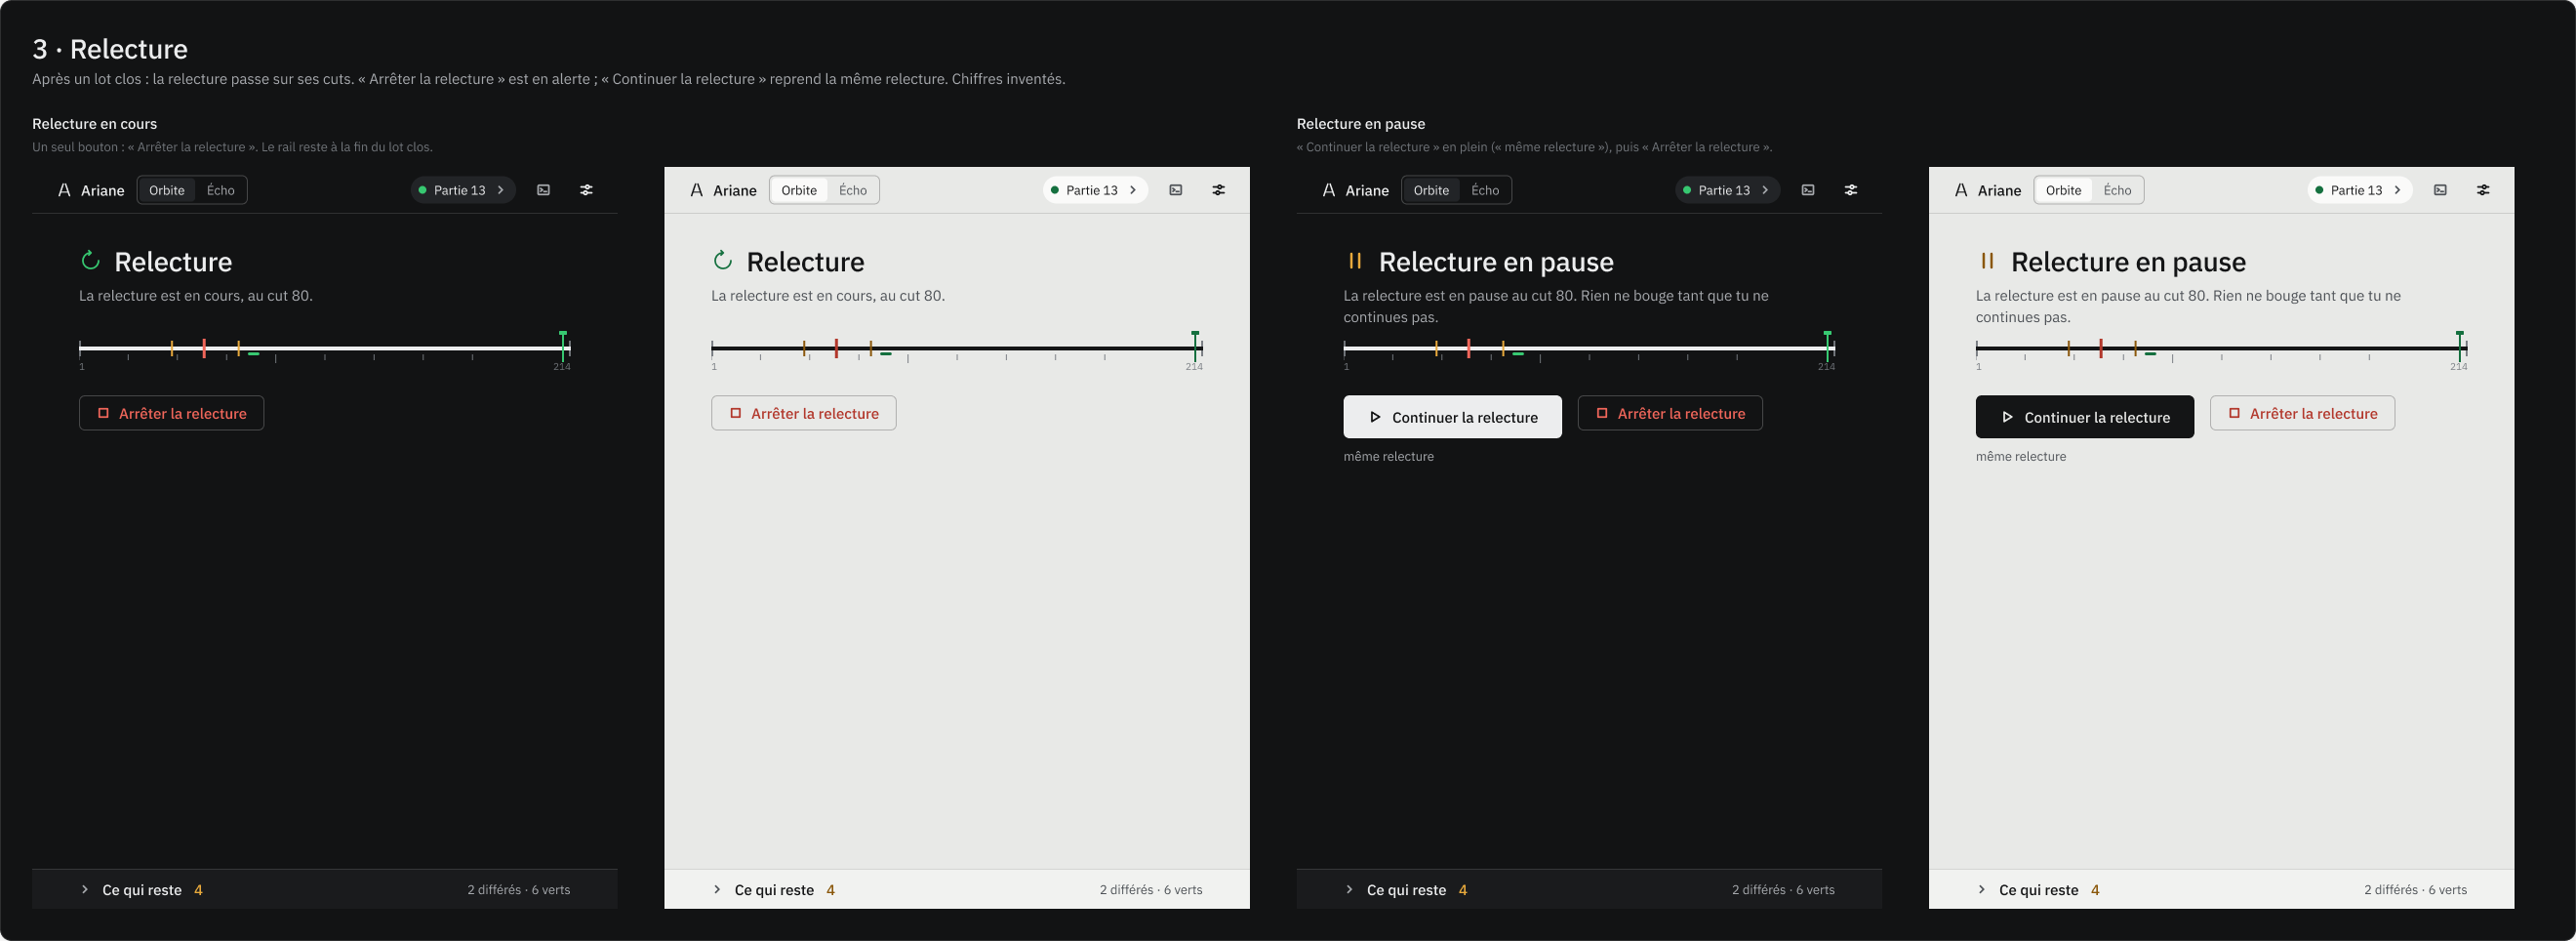 3 · Relecture
Après un lot clos : la relecture passe sur ses cuts. « Arrêter la relecture » est en alerte ; « Continuer la relecture » reprend la même relecture. Chiffres inventés.
Relecture en cours
Un seul bouton : « Arrêter la relecture ». Le rail reste à la fin du lot clos.
Ariane Orbite Écho Partie 13
Relecture
La relecture est en cours, au cut 80.
1 214
Arrêter la relecture
Ce qui reste 4 2 différés · 6 verts
Ariane Orbite Écho Partie 13
Relecture
La relecture est en cours, au cut 80.
1 214
Arrêter la relecture
Ce qui reste 4 2 différés · 6 verts
Relecture en pause
« Continuer la relecture » en plein (« même relecture »), puis « Arrêter la relecture ».
Ariane Orbite Écho Partie 13
Relecture en pause
La relecture est en pause au cut 80. Rien ne bouge tant que tu ne
continues pas.
1 214
Continuer la relecture Arrêter la relecture
même relecture
Ce qui reste 4 2 différés · 6 verts
Ariane Orbite Écho Partie 13
Relecture en pause
La relecture est en pause au cut 80. Rien ne bouge tant que tu ne
continues pas.
1 214
Continuer la relecture Arrêter la relecture
même relecture
Ce qui reste 4 2 différés · 6 verts